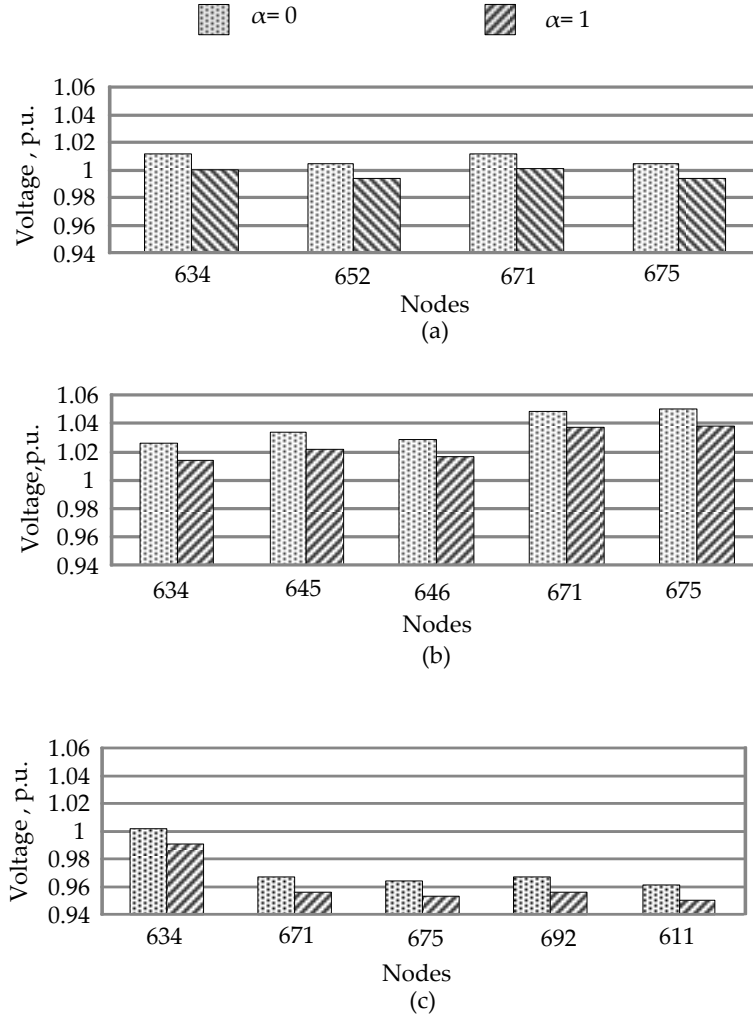 α= 0
α= 1
1.06
1.04
1.02
1
0.98
0.96
0.94
Voltage , p.u.
634 652 671 675
Nodes
(a)
1.06
1.04
1.02
1
0.98
0.96
0.94
Voltage,p.u.
634 645 646 671 675
Nodes
(b)
1.06
1.04
1.02
1
0.98
0.96
0.94
Voltage , p.u.
634 671 675 692 611
Nodes
(c)